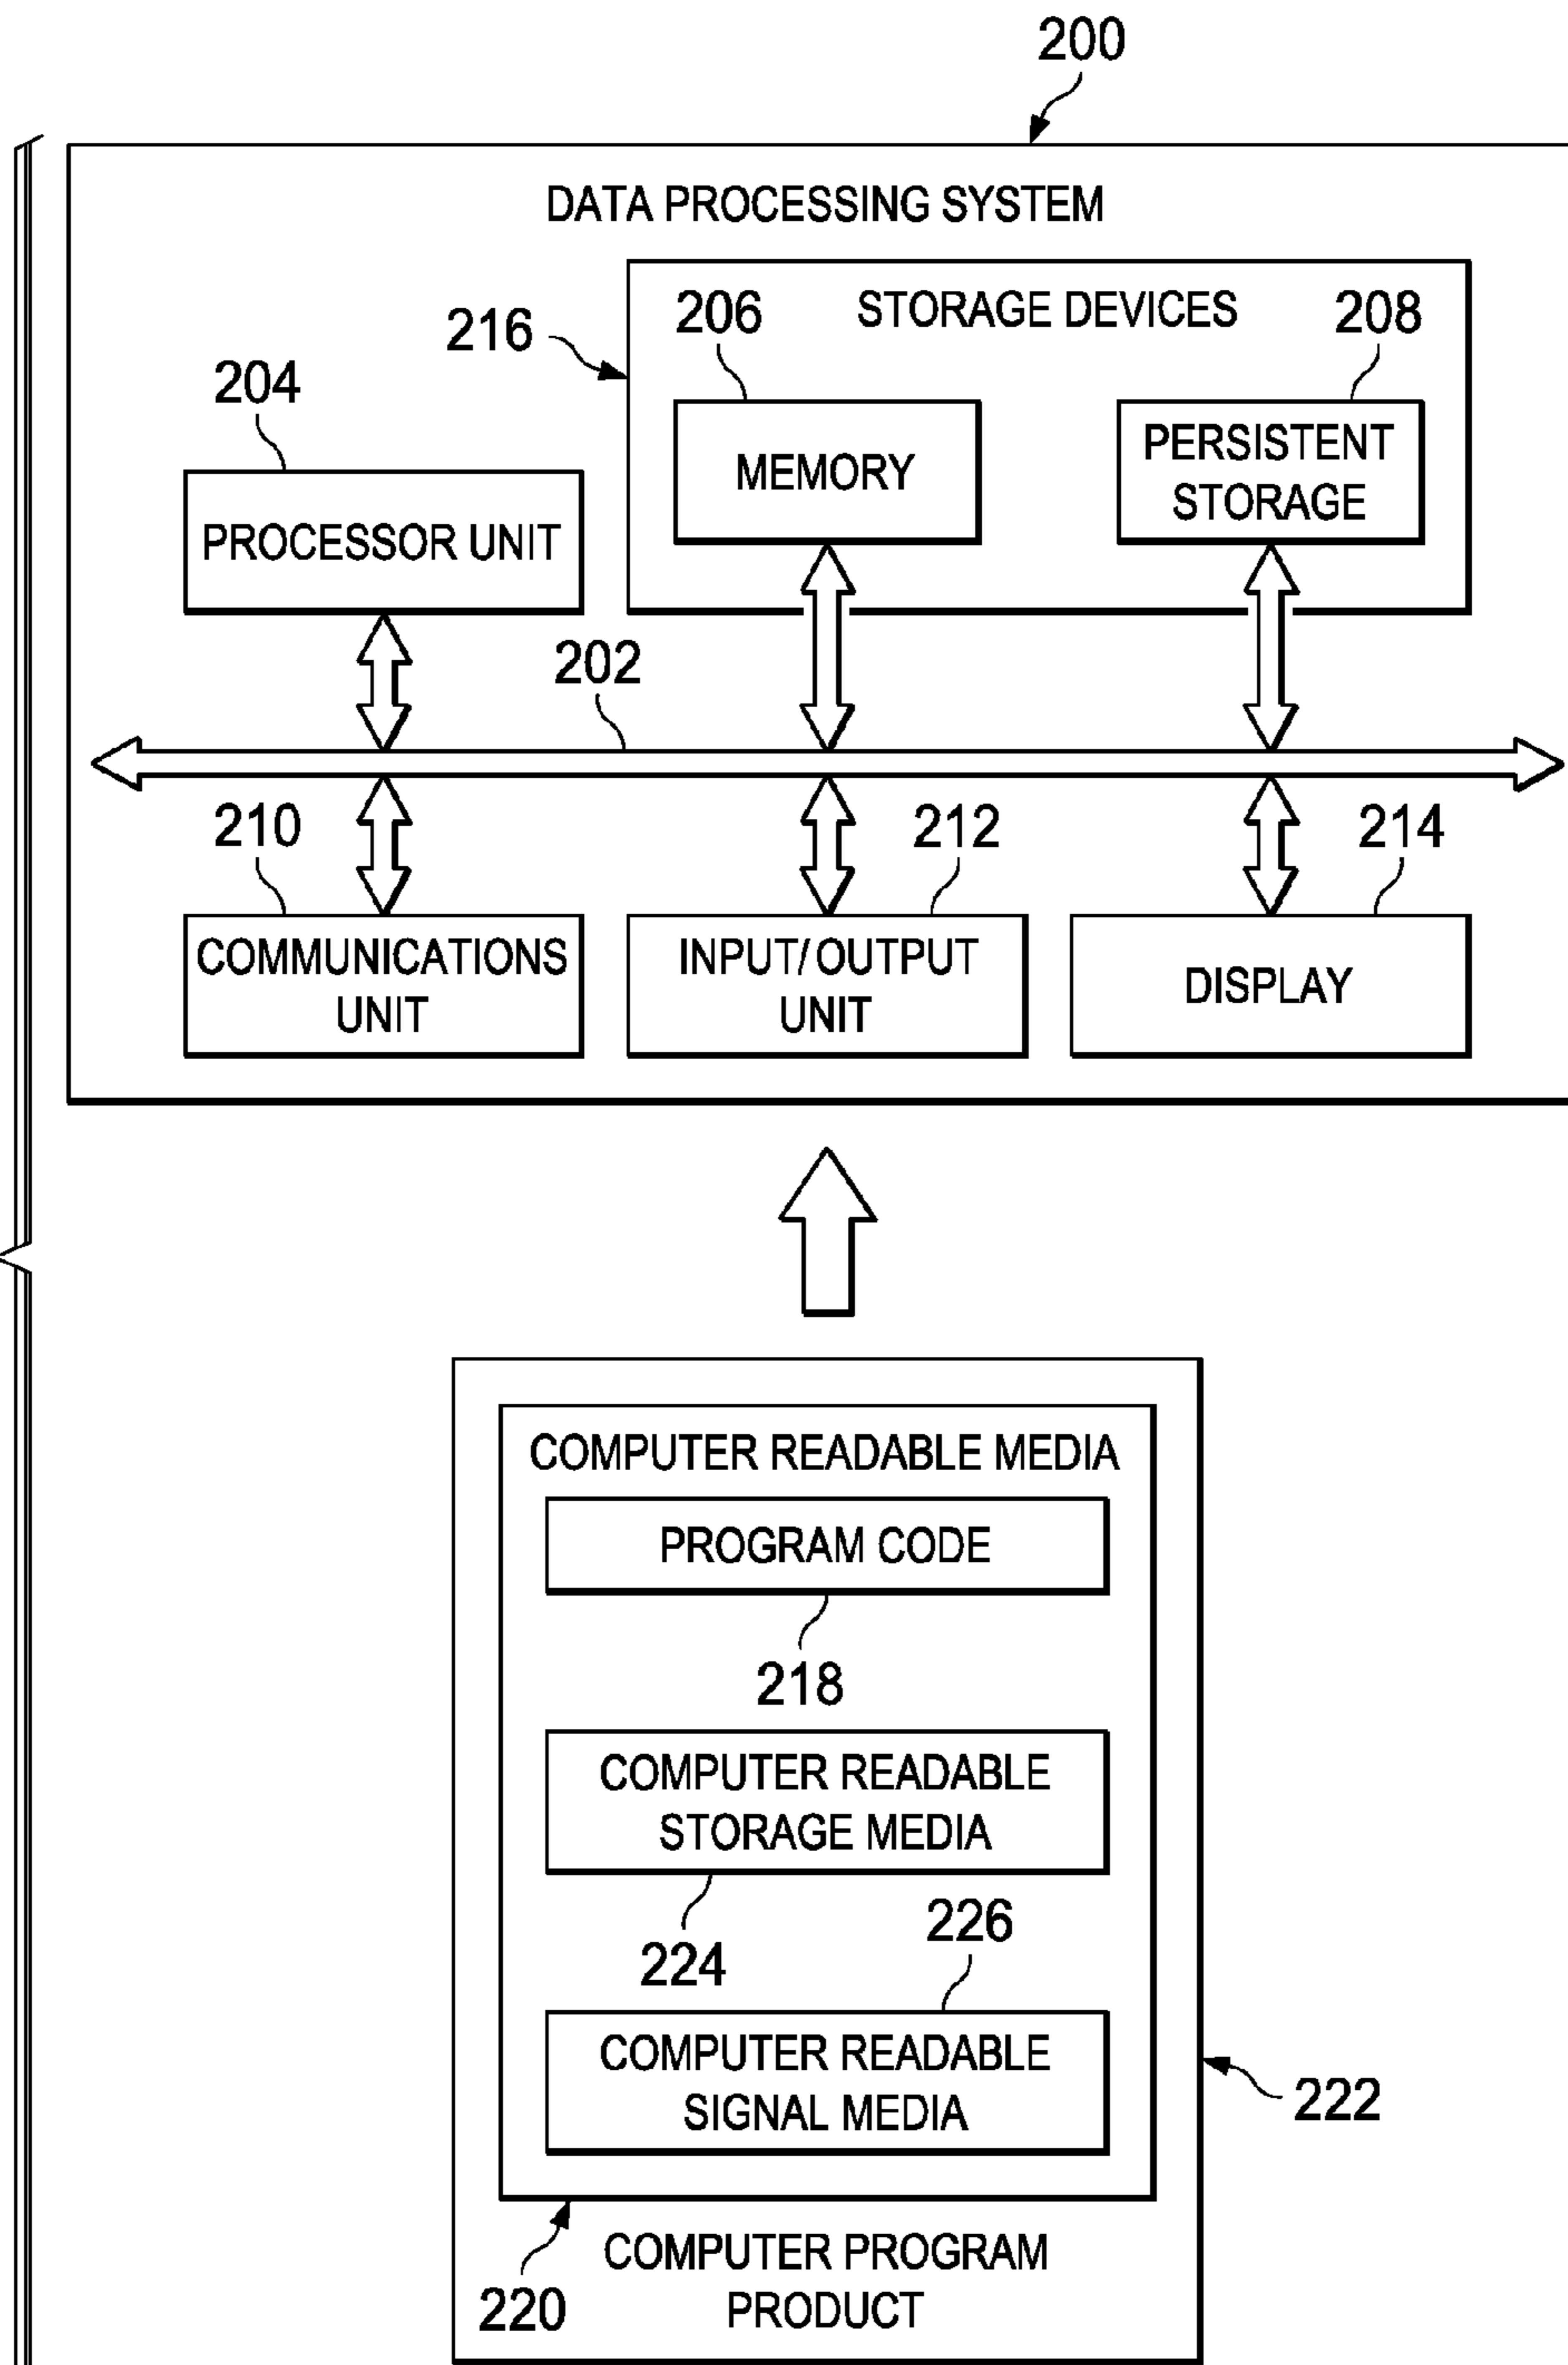 200
DATA PROCESSING SYSTEM
216
206
STORAGE DEVICES
208
204
MEMORY
PERSISTENT
STORAGE
PROCESSOR UNIT
202
210
212
214
COMMUNICATIONS
UNIT
INPUT/OUTPUT
UNIT
DISPLAY
COMPUTER READABLE MEDIA
PROGRAM CODE
218
COMPUTER READABLE
STORAGE MEDIA
224
226
COMPUTER READABLE
SIGNAL MEDIA
222
220
COMPUTER PROGRAM
PRODUCT